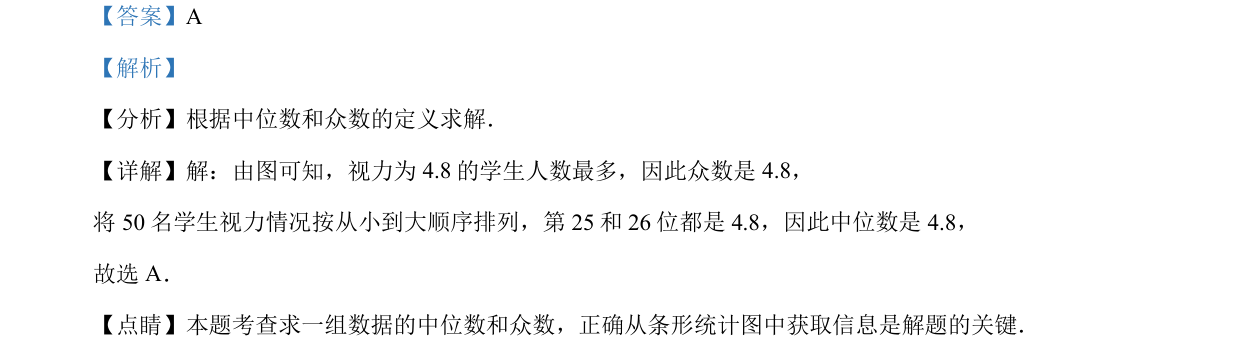 【答案】A
【解析】
【分析】根据中位数和众数的定义求解．
【详解】解：由图可知，视力为 4.8 的学生人数最多，因此众数是 4.8，
将 50 名学生视力情况按从小到大顺序排列，第 25 和 26 位都是 4.8，因此中位数是 4.8，
故选 A．
【点睛】本题考查求一组数据的中位数和众数，正确从条形统计图中获取信息是解题的关键．